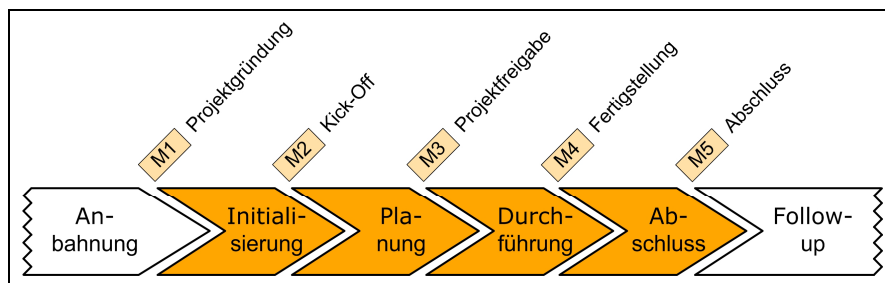 M1 Projektgründung
M2 Kick-Off
M3 Projektfreigabe
M4 Fertigstellung
M5 Abschluss
An-
bahnung
Initiali-
sierung
Pla-
nung
Durch-
führung
Ab-
schluss
Follow-
up